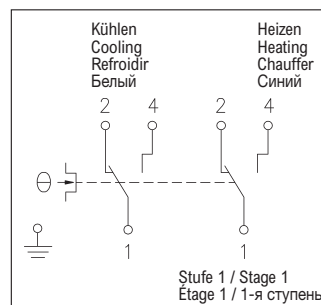 Kühlen
Cooling
Refroidir
Белый
Heizen
Heating
Chauffer
Синий
2 4 2 4
θ
1 1
Stufe 1 / Stage 1
Étage 1 / 1-я ступень